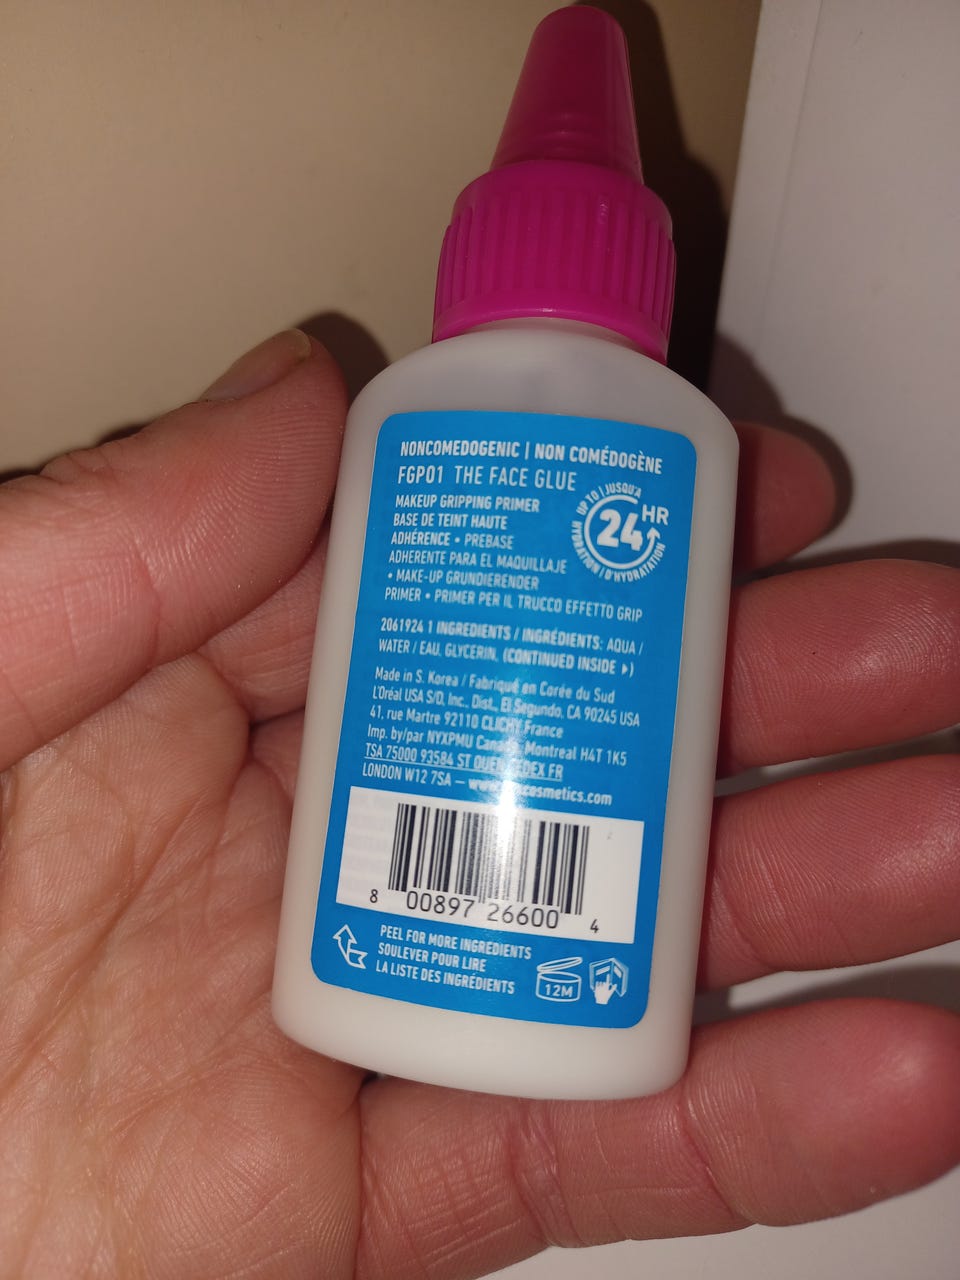 NONCOMEDOGENIC | NON COMÉDOGÈNE
FGP01 THE FACE GLUE
MAKEUP GRIPPING PRIMER
BASE DE TEINT HAUTE
ADHÉRENCE • PREBASE
ADHERENTE PARA EL MAQUILLAJE
• MAKE-UP GRUNDIERENDER
PRIMER • PRIMER PER IL TRUCCO EFFETTO GRIP
UP TO | JUSQU'À
24 HR
HYDRATION | D'HYDRATATION
2061924 1 INGREDIENTS / INGRÉDIENTS: AQUA /
WATER / EAU, GLYCERIN, (CONTINUED INSIDE ▸)
Made in S. Korea / Fabriqué en Corée du Sud
L'Oréal USA S/D, Inc., Dist., El Segundo, CA 90245 USA
41, rue Martre 92110 CLICHY France
Imp. by/par NYXPMU Canada, Montreal H4T 1K5
TSA 75000 93584 ST OUEN CEDEX FR
LONDON W12 7SA — cosmetics.com
8 00897 26600 4
PEEL FOR MORE INGREDIENTS
SOULEVER POUR LIRE
LA LISTE DES INGRÉDIENTS
12M